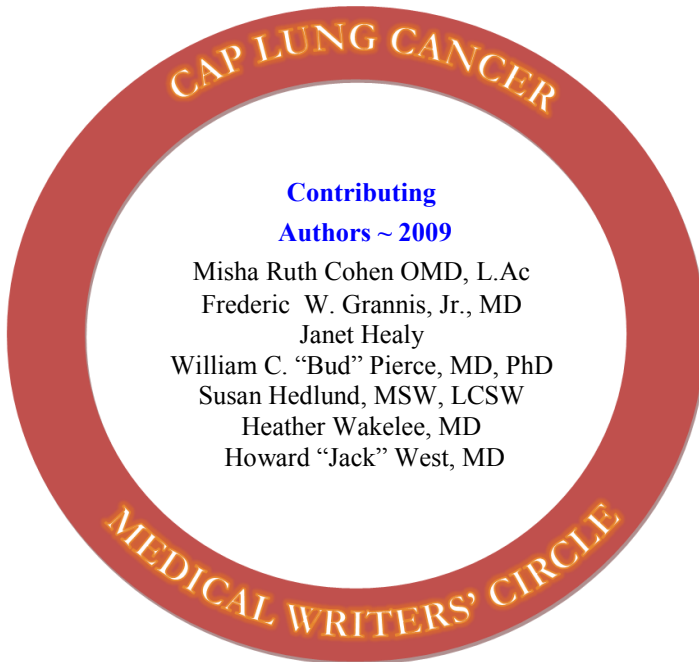 CAP LUNG CANCER
Contributing
Authors ~ 2009
Misha Ruth Cohen OMD, L.Ac
Frederic W. Grannis, Jr., MD
Janet Healy
William C. “Bud” Pierce, MD, PhD
Susan Hedlund, MSW, LCSW
Heather Wakelee, MD
Howard “Jack” West, MD
MEDICAL WRITERS’ CIRCLE